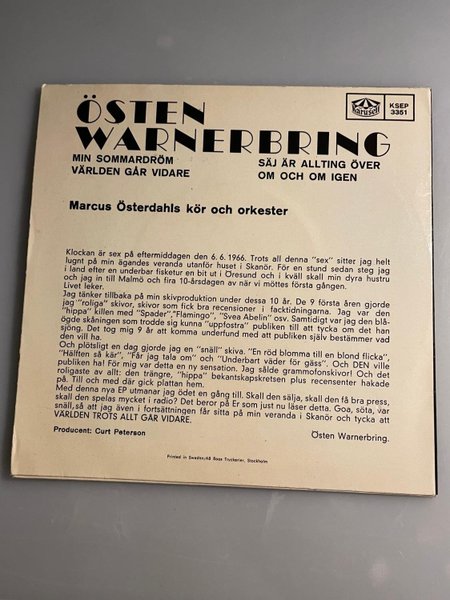 ÖSTEN
WARNERBRING
Karusell
KSEP
3351
MIN SOMMARDRÖM
VÄRLDEN GÅR VIDARE
SÄJ ÄR ALLTING ÖVER
OM OCH OM IGEN
Marcus Österdahls kör och orkester
Klockan är sex på eftermiddagen den 6. 6. 1966. Trots all denna "sex" sitter jag helt
lugnt på min ägandes veranda utanför huset i Skanör. För en stund sedan steg jag
i land efter en underbar fisketur en bit ut i Öresund och i kväll skall min dyra hustru
och jag in till Malmö och fira 10-årsdagen av när vi möttes första gången.
Livet leker.
Jag tänker tillbaka på min skivproduktion under dessa 10 år. De 9 första åren gjorde
jag "roliga" skivor, skivor som fick bra recensioner i facktidningarna. Jag var den
"hippa" killen med "Spader","Flamingo", "Svea Abelin" osv. Samtidigt var jag den blå-
ögde skåningen som trodde sig kunna "uppfostra" publiken till att tycka om det han
sjöng. Det tog mig 9 år att komma underfund med att publiken själv bestämmer vad
den vill ha.
Och plötsligt en dag gjorde jag en "snäll" skiva. "En röd blomma till en blond flicka",
"Hälften så kär", "Får jag tala om" och "Underbart väder för gäss". Och DEN ville
publiken ha! För mig var detta en ny sensation. Jag sålde grammofonskivor! Och det
roligaste av allt: den trängre, "hippa" bekantskapskretsen plus recensenter hakade
på. Till och med där gick plattan hem.
Med denna nya EP utmanar jag ödet en gång till. Skall den sälja, skall den få bra press,
skall den spelas mycket i radio? Det beror på Er som just nu läser detta. Goa, söta, var
snäll,så att jag även i fortsättningen får sitta på min veranda i Skanör och tycka att
VÄRLDEN TROTS ALLT GÅR VIDARE.
Producent: Curt Peterson
Östen Warnerbring.
Printed in Sweden/AB Boas Truckerier, Stockholm